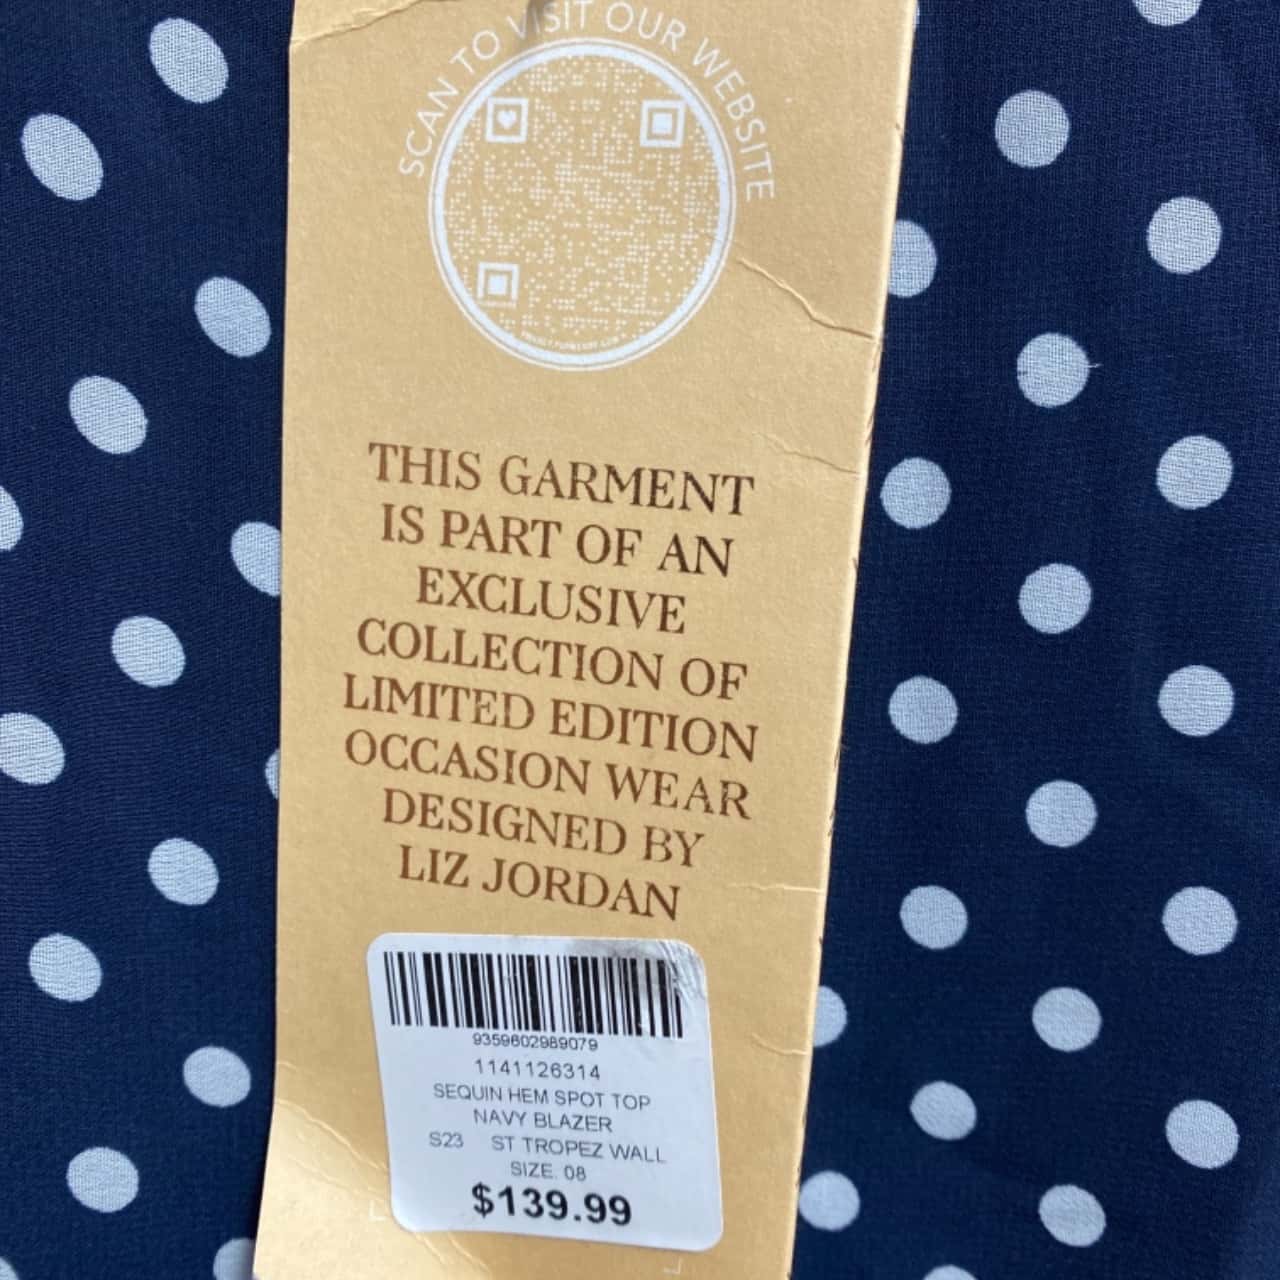 SCAN TO VISIT OUR WEBSITE
THIS GARMENT
IS PART OF AN
EXCLUSIVE
COLLECTION OF
LIMITED EDITION
OCCASION WEAR
DESIGNED BY
LIZ JORDAN
9359602989079
1141126314
SEQUIN HEM SPOT TOP
NAVY BLAZER
S23 ST TROPEZ WALL
SIZE. 08
$139.99